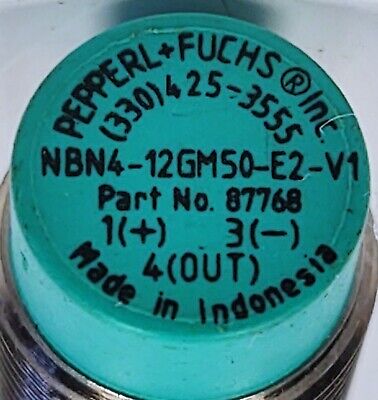 PEPPERL+FUCHS® Inc.
(330)425-3555
NBN4-12GM50-E2-V1
Part No. 87768
1(+) 3(-)
4(OUT)
Made in Indonesia